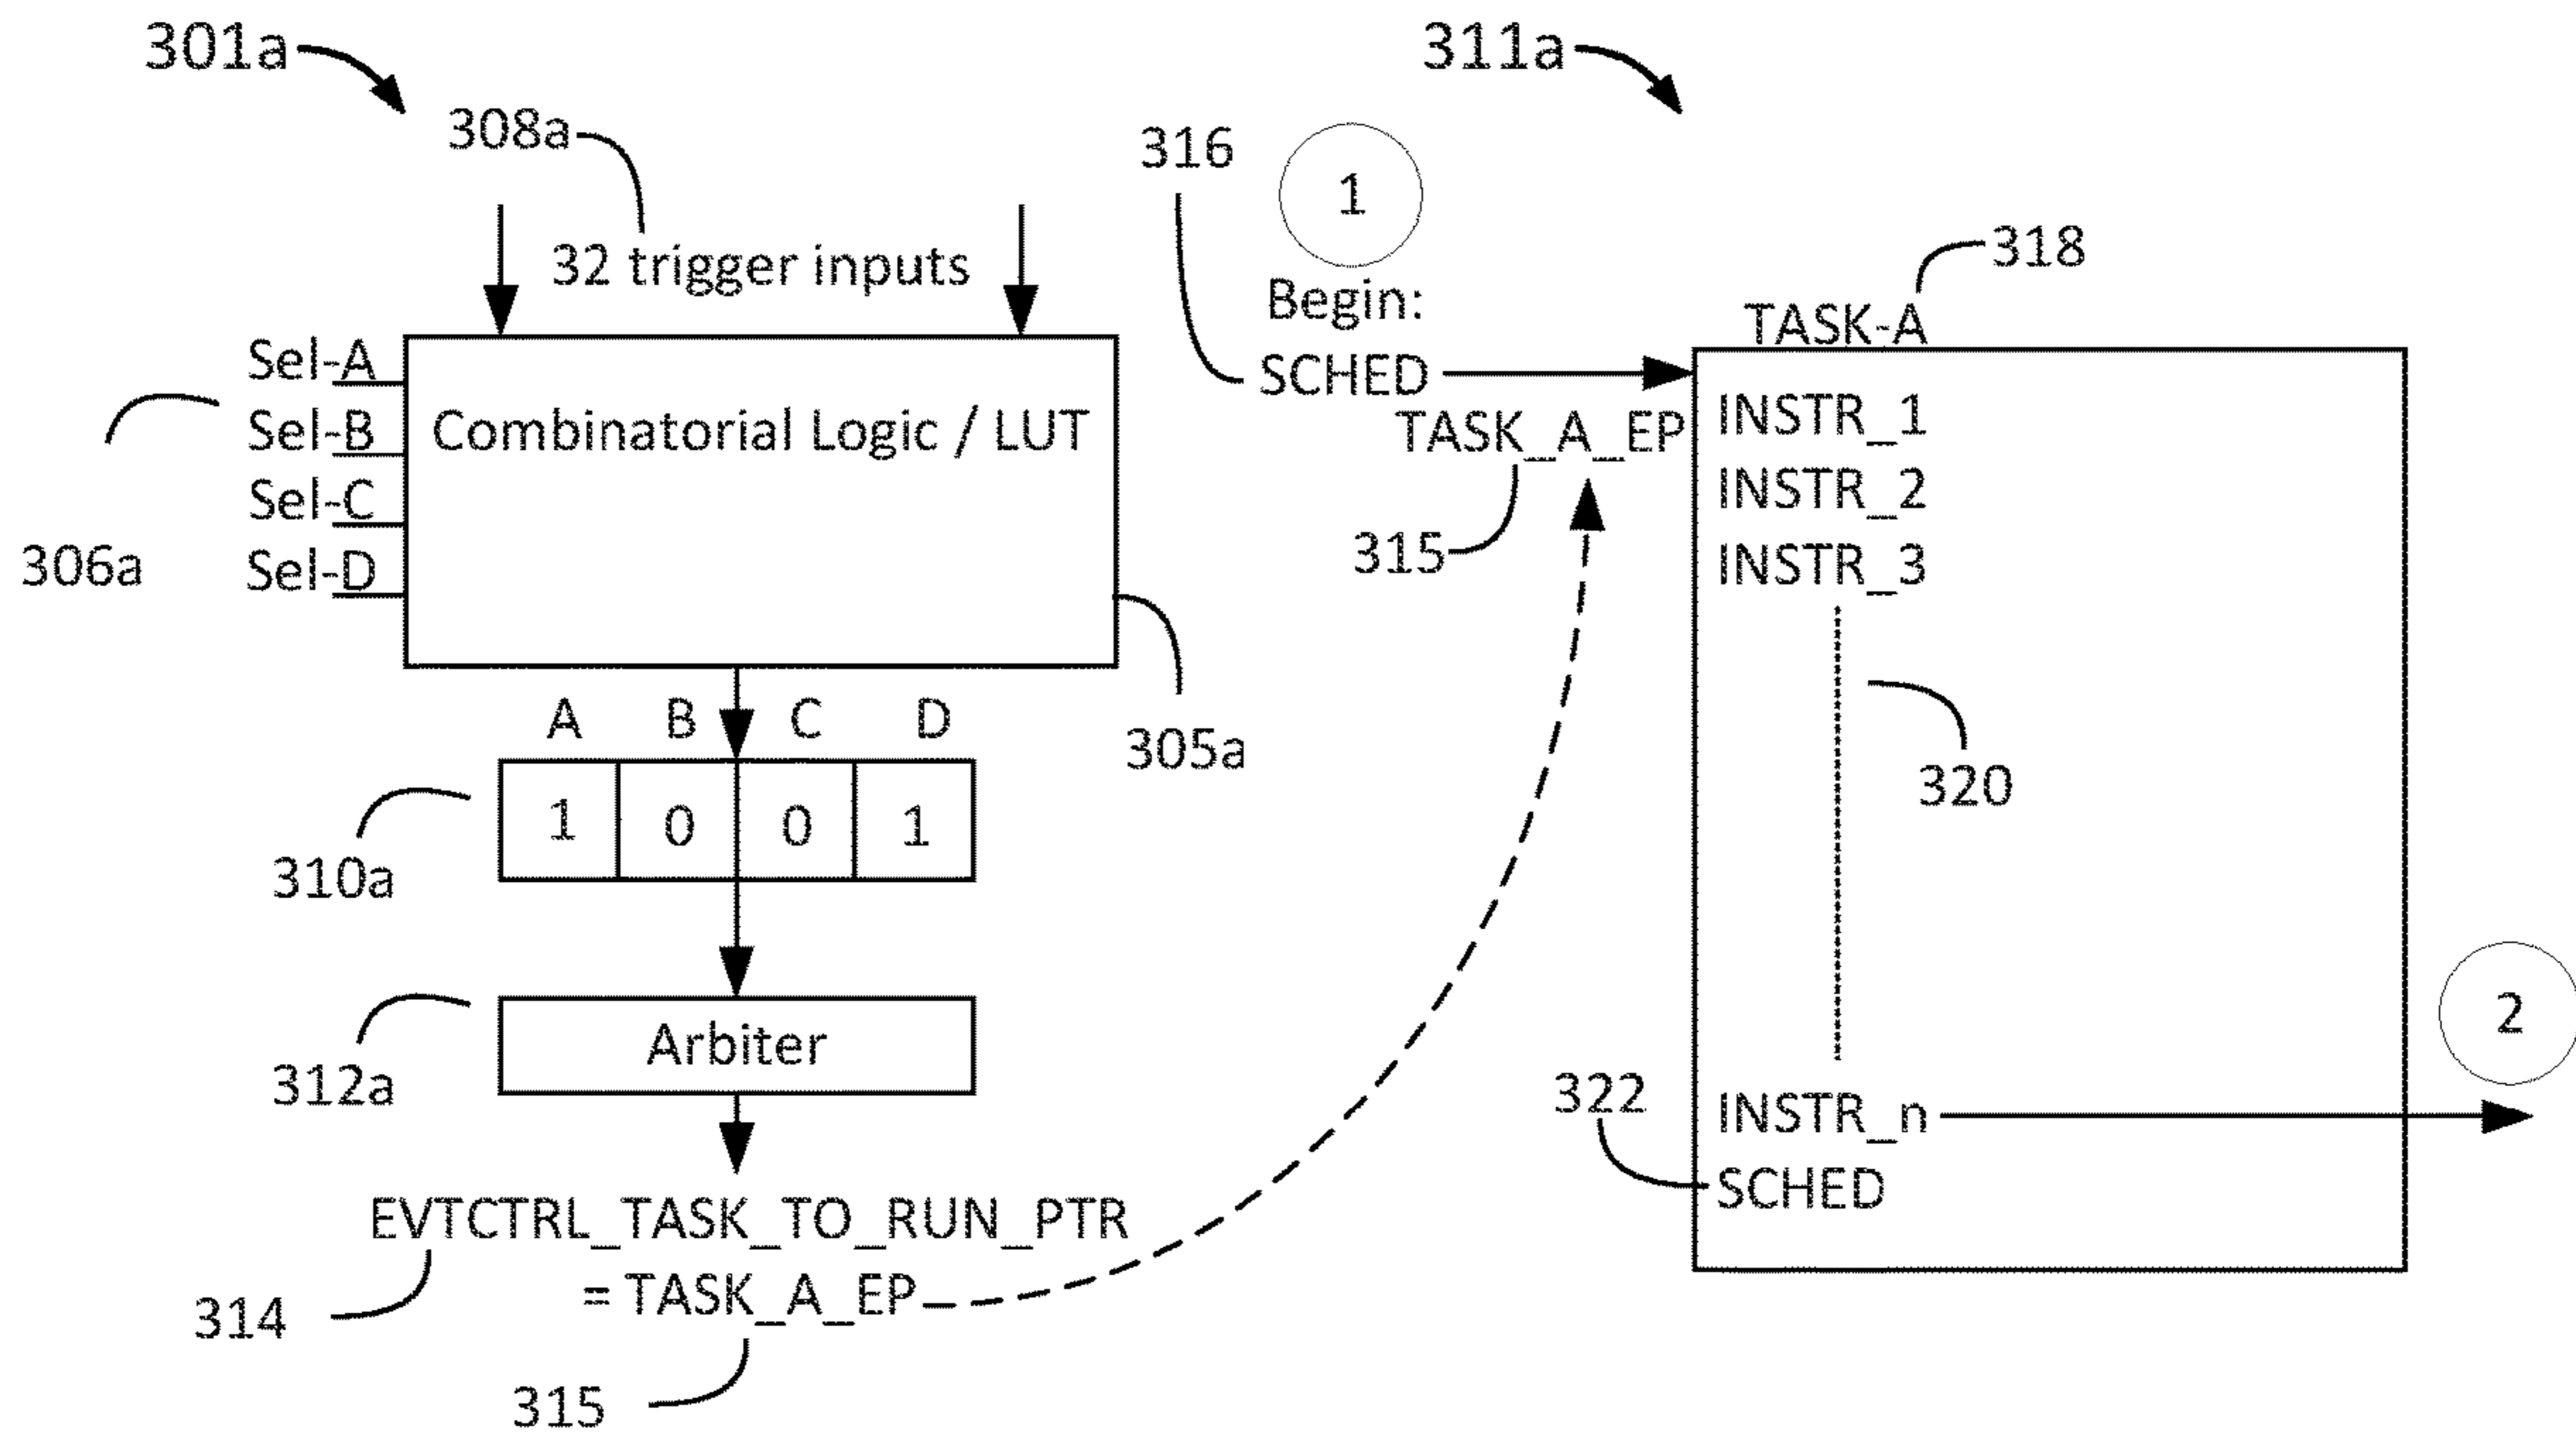 301a
308a
32 trigger inputs
Sel-A
Sel-B
Sel-C
Sel-D
306a
Combinatorial Logic / LUT
305a
A B C D
1 0 0 1
310a
Arbiter
312a
EVTCTRL_TASK_TO_RUN_PTR
= TASK_A_EP
314
315
311a
316
1
Begin:
SCHED
TASK_A_EP
315
318
TASK-A
INSTR_1
INSTR_2
INSTR_3
320
322
INSTR_n
SCHED
2